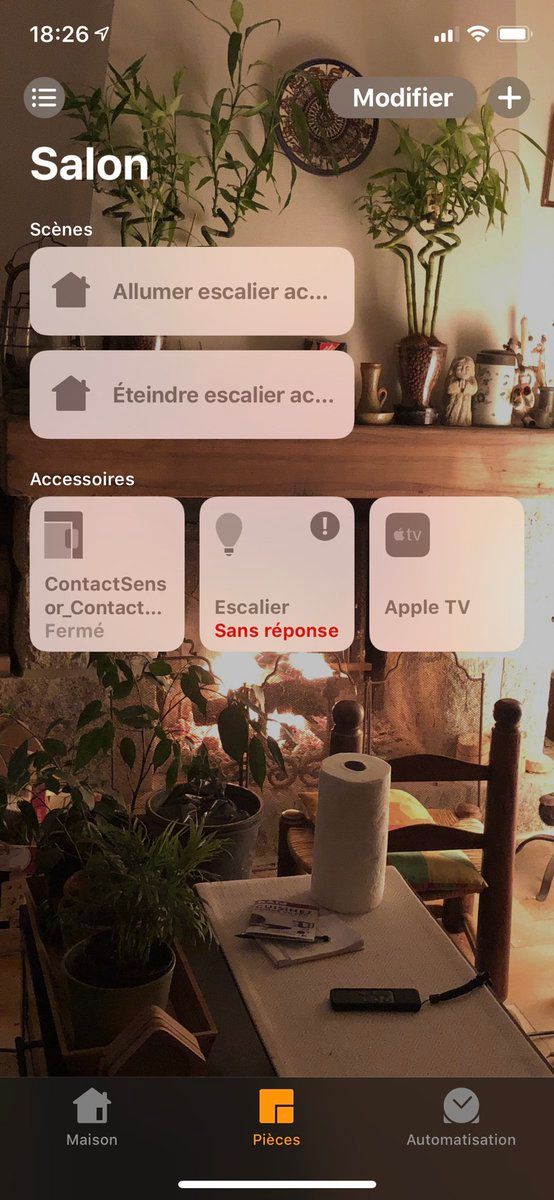 18:26
Modifier
Salon
Scènes
Allumer escalier ac...
Éteindre escalier ac...
Accessoires
ContactSens
or_Contact...
Fermé
Escalier
Sans réponse
tv
Apple TV
CUISINE
Maison
Pièces
Automatisation